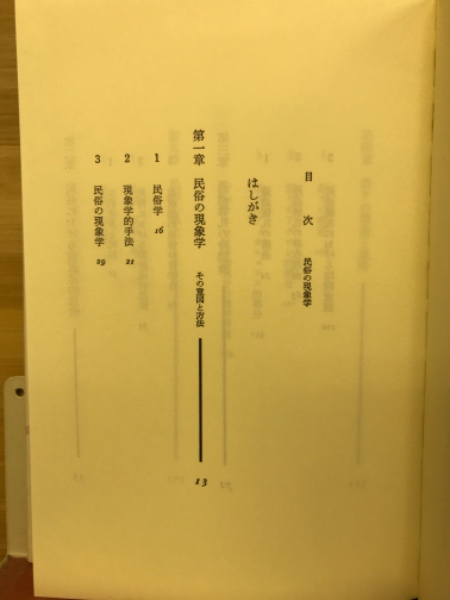 目次 民俗の現象学
はしがき
第一章 民俗の現象学 その意図と方法 13
1 民俗学 16
2 現象学的手法 21
3 民俗の現象学 29